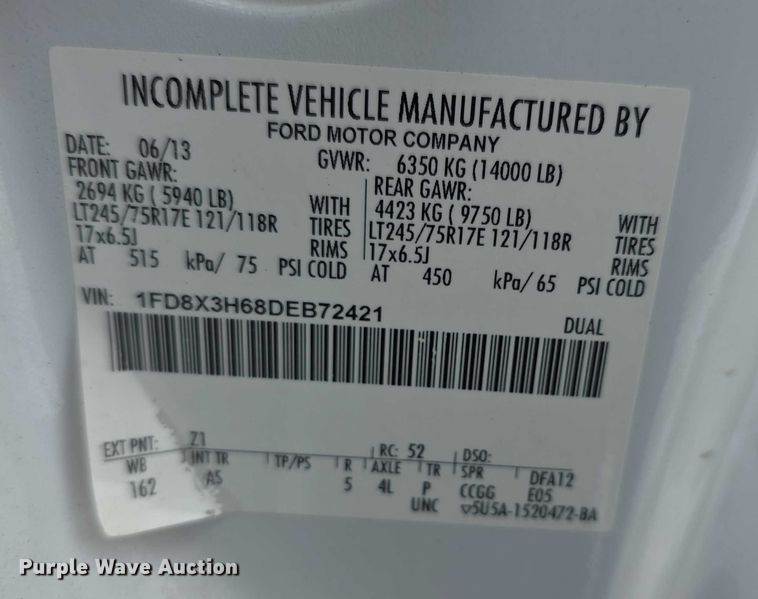 INCOMPLETE VEHICLE MANUFACTURED BY
FORD MOTOR COMPANY
DATE: 06/13 GVWR: 6350 KG (14000 LB)
FRONT GAWR: REAR GAWR:
2694 KG ( 5940 LB) WITH 4423 KG ( 9750 LB) WITH
LT245/75R17E 121/118R TIRES LT245/75R17E 121/118R TIRES
17x6.5J RIMS 17x6.5J RIMS
AT 515 kPa/ 75 PSI COLD AT 450 kPa/ 65 PSI COLD
VIN: 1FD8X3H68DEB72421
DUAL
EXT PNT: Z1 RC: 52 DSO:
WB INT TR TP/PS R AXLE TR SPR DFA12
162 AS 5 4L P CCGG E05
UNC ▽5U5A-1520472-BA
Purple Wave Auction